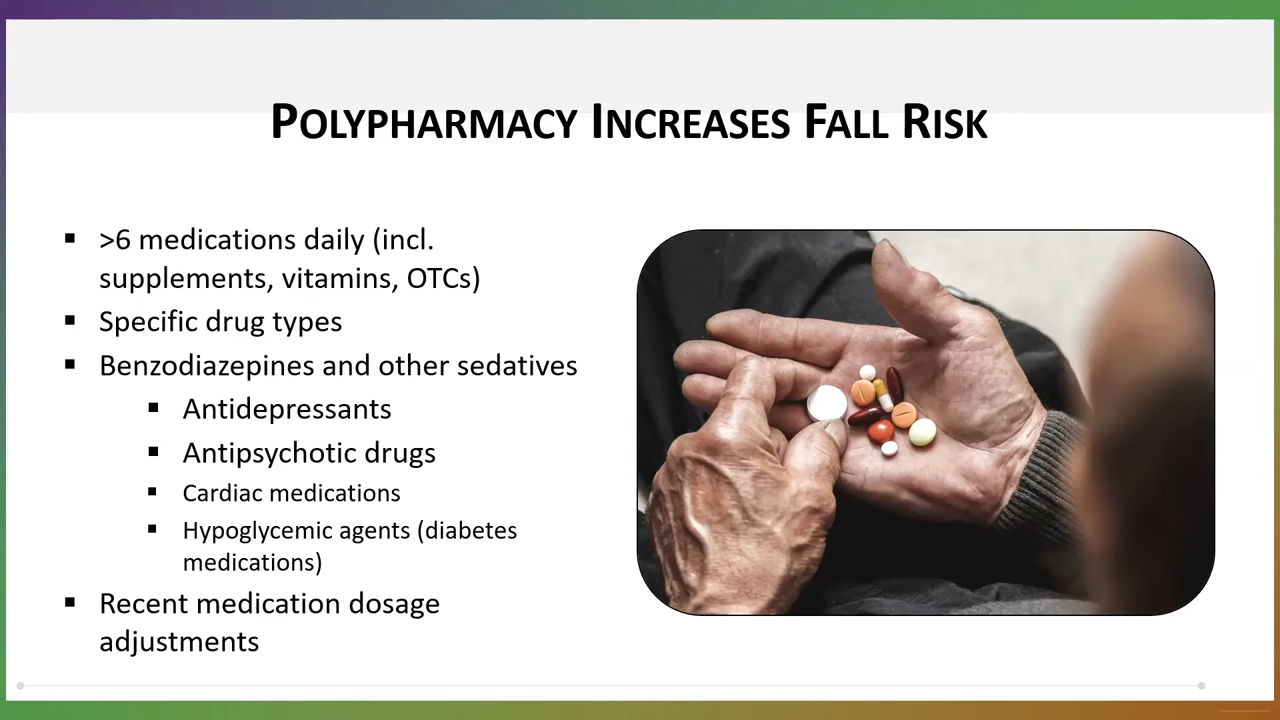 POLYPHARMACY INCREASES FALL RISK
▪ >6 medications daily (incl.
supplements, vitamins, OTCs)
▪ Specific drug types
▪ Benzodiazepines and other sedatives
▪ Antidepressants
▪ Antipsychotic drugs
▪ Cardiac medications
▪ Hypoglycemic agents (diabetes
medications)
▪ Recent medication dosage
adjustments